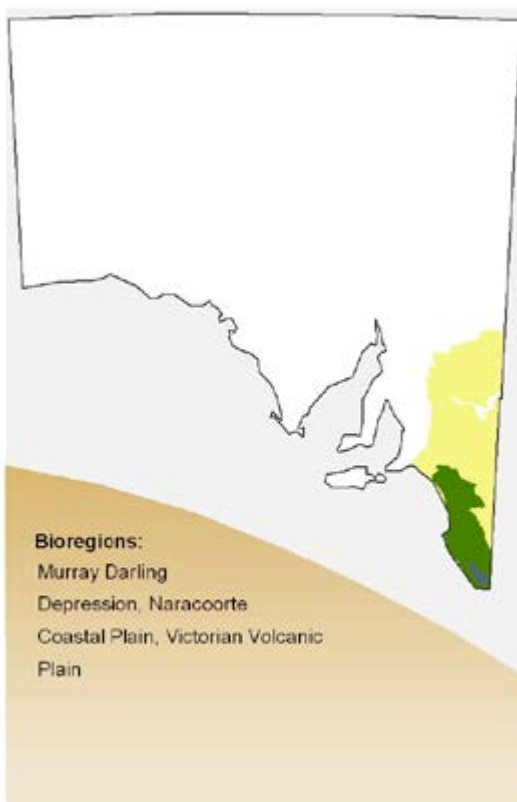 Bioregions:
Murray Darling
Depression, Naracoorte
Coastal Plain, Victorian Volcanic
Plain